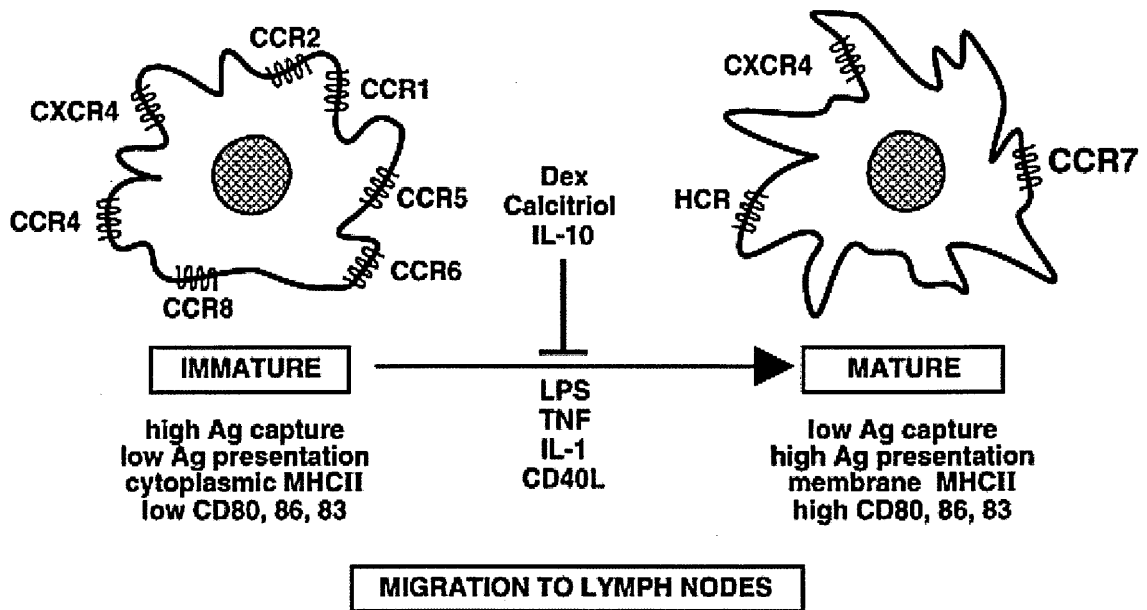 CCR2
CCR1
CXCR4
CCR5
CCR4
CCR6
CCR8
Dex
Calcitriol
IL-10
CXCR4
CCR7
HCR
IMMATURE
LPS
TNF
IL-1
CD40L
MATURE
high Ag capture
low Ag presentation
cytoplasmic MHCII
low CD80, 86, 83
low Ag capture
high Ag presentation
membrane MHCII
high CD80, 86, 83
MIGRATION TO LYMPH NODES